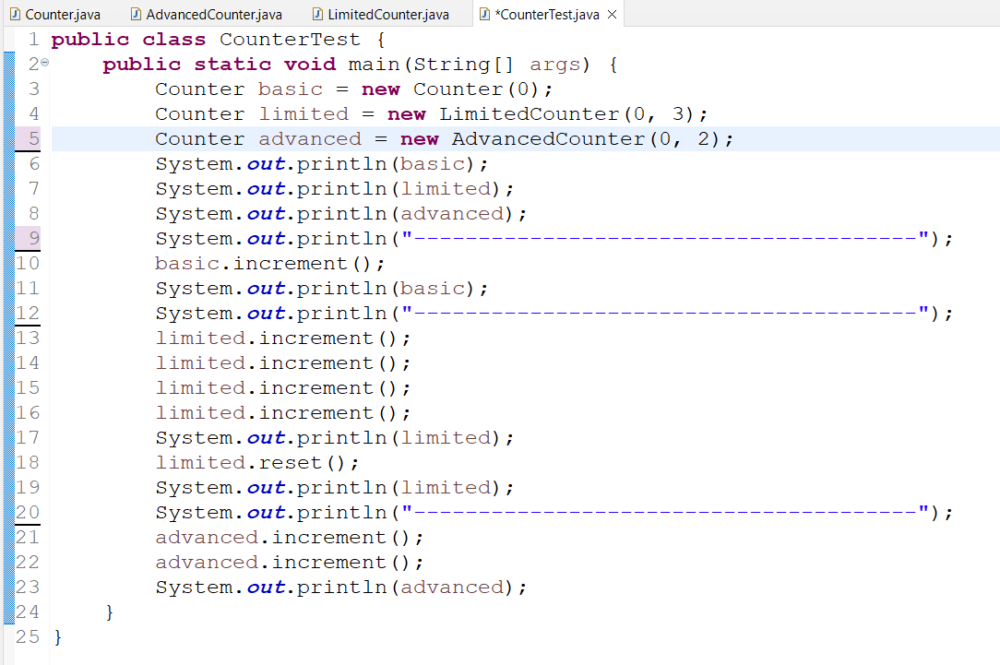 Counter.java AdvancedCounter.java LimitedCounter.java *CounterTest.java
1 public class CounterTest {
2 public static void main(String[] args) {
3 Counter basic = new Counter(0);
4 Counter limited = new LimitedCounter(0, 3);
5 Counter advanced = new AdvancedCounter(0, 2);
6 System.out.println(basic);
7 System.out.println(limited);
8 System.out.println(advanced);
9 System.out.println("---------------------------------------");
10 basic.increment();
11 System.out.println(basic);
12 System.out.println("---------------------------------------");
13 limited.increment();
14 limited.increment();
15 limited.increment();
16 limited.increment();
17 System.out.println(limited);
18 limited.reset();
19 System.out.println(limited);
20 System.out.println("---------------------------------------");
21 advanced.increment();
22 advanced.increment();
23 System.out.println(advanced);
24 }
25 }